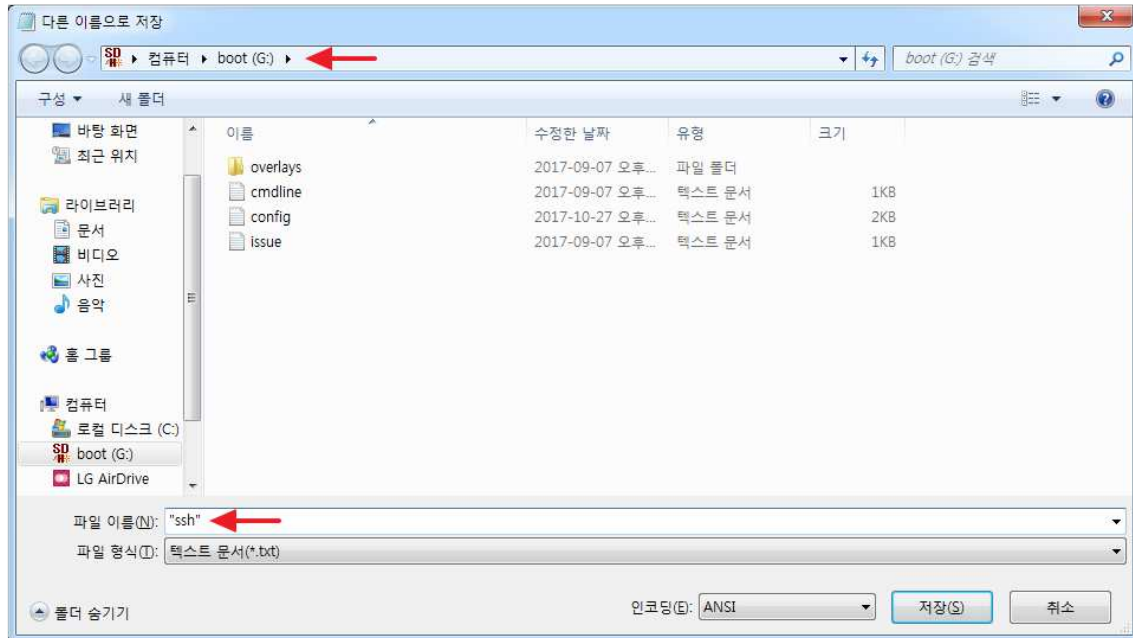 다른 이름으로 저장
컴퓨터 boot (G:)
boot (G:) 검색
구성 새 폴더
바탕 화면
최근 위치
라이브러리
문서
비디오
사진
음악
홈 그룹
컴퓨터
로컬 디스크 (C:)
boot (G:)
LG AirDrive
이름 수정한 날짜 유형 크기
overlays 2017-09-07 오후... 파일 폴더
cmdline 2017-09-07 오후... 텍스트 문서 1KB
config 2017-10-27 오후... 텍스트 문서 2KB
issue 2017-09-07 오후... 텍스트 문서 1KB
파일 이름(N): "ssh"
파일 형식(T): 텍스트 문서(*.txt)
폴더 숨기기 인코딩(E): ANSI 저장(S) 취소